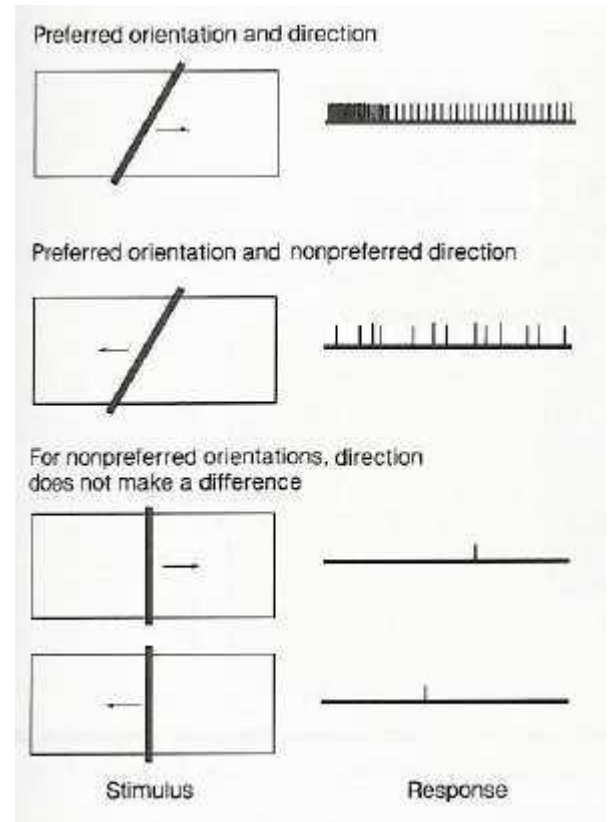 Preferred orientation and direction
Preferred orientation and nonpreferred direction
For nonpreferred orientations, direction
does not make a difference
Stimulus
Response